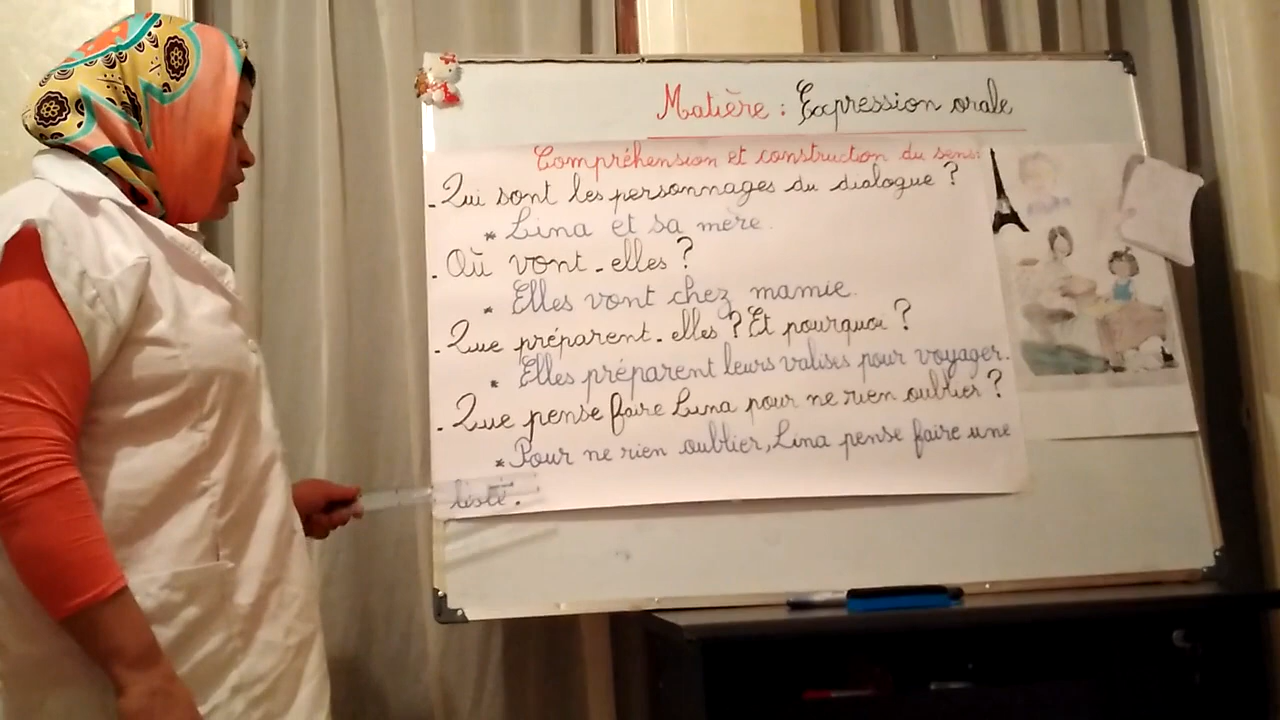 Matière : Expression orale
Compréhension et construction du sens:
- Qui sont les personnages du dialogue ?
* Lina et sa mère.
- Où vont-elles ?
* Elles vont chez mamie.
- Que préparent-elles ? Et pourquoi ?
* Elles préparent leurs valises pour voyager.
- Que pense faire Lina pour ne rien oublier ?
* Pour ne rien oublier, Lina pense faire une
liste.